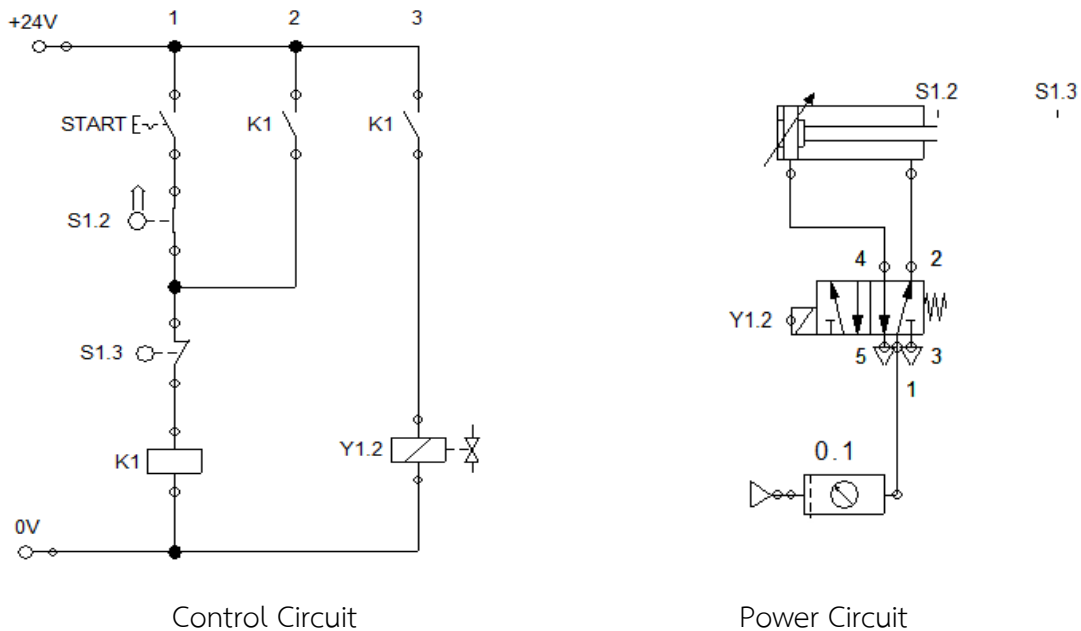 +24V
1
2
3
START
K1
K1
S1.2
S1.3
K1
Y1.2
0V
Control Circuit
S1.2
S1.3
4
2
Y1.2
5
3
1
0.1
Power Circuit